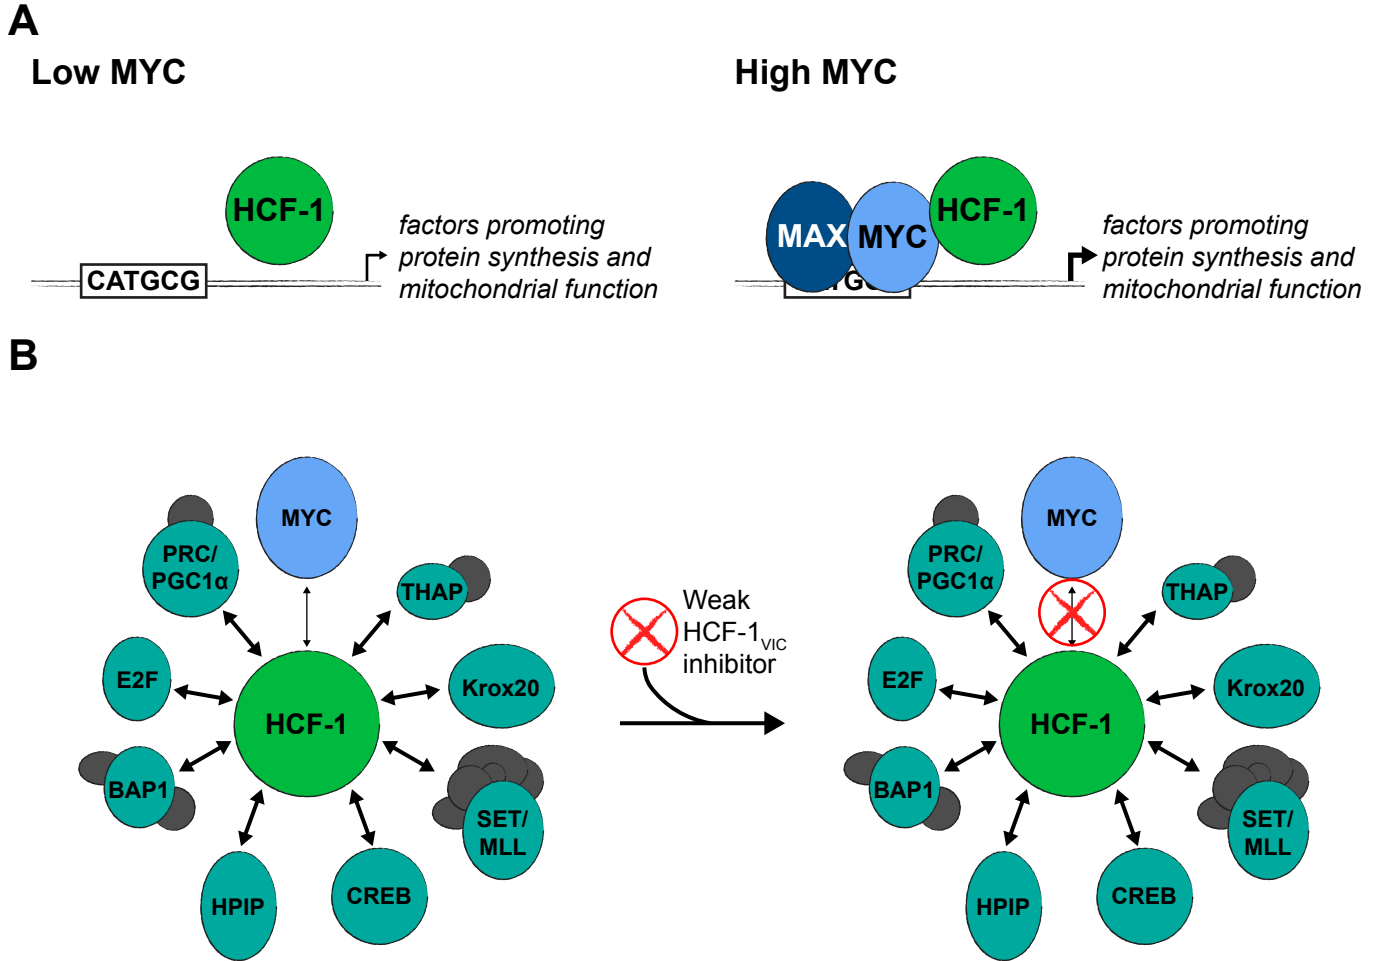 A
Low MYC
High MYC
HCF-1
CATGCG
factors promoting
protein synthesis and
mitochondrial function
MAX
MYC
HCF-1
factors promoting
protein synthesis and
mitochondrial function
B
MYC
PRC/
PGC1α
THAP
E2F
HCF-1
Krox20
BAP1
SET/
MLL
HPIP
CREB
Weak
HCF-1VIC
inhibitor
MYC
PRC/
PGC1α
THAP
E2F
HCF-1
Krox20
BAP1
SET/
MLL
HPIP
CREB